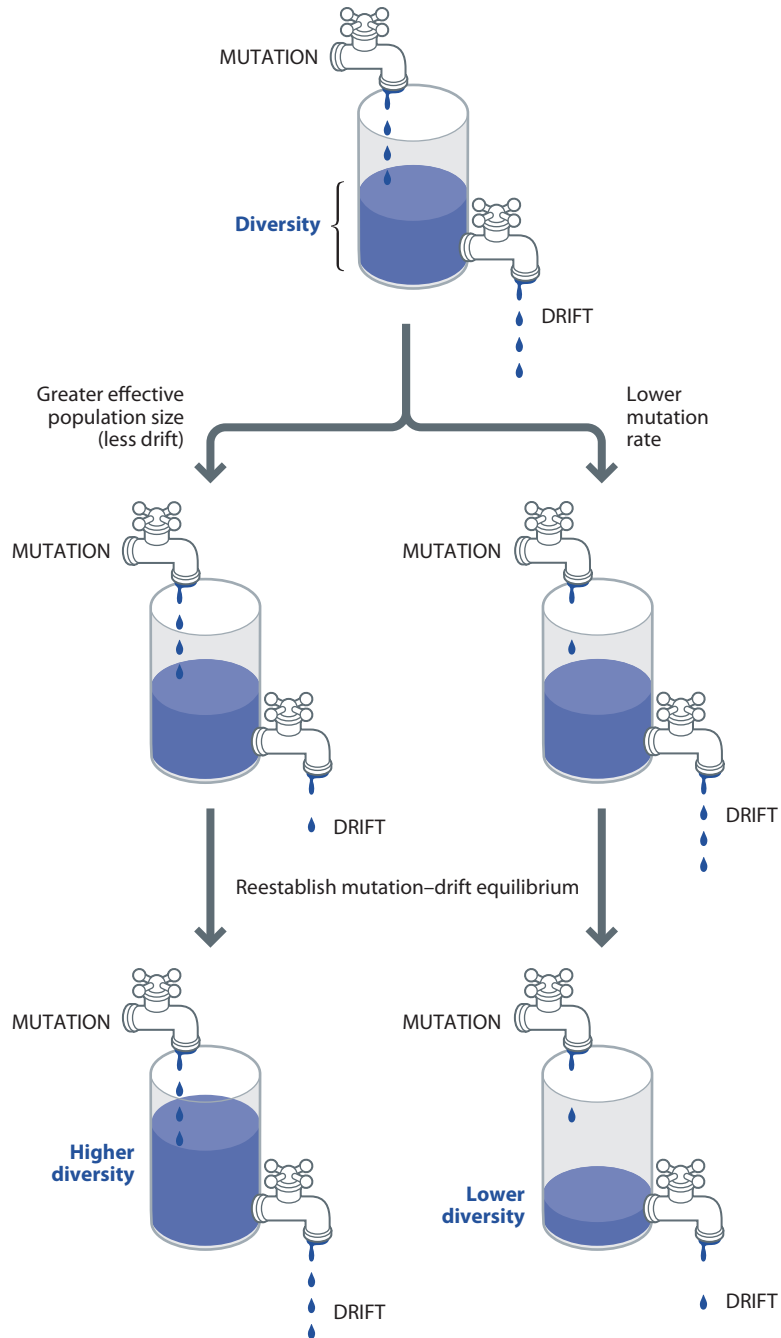 MUTATION
Diversity
DRIFT
Greater effective
population size
(less drift)
Lower
mutation
rate
MUTATION
MUTATION
DRIFT
DRIFT
Reestablish mutation–drift equilibrium
MUTATION
MUTATION
Higher
diversity
Lower
diversity
DRIFT
DRIFT